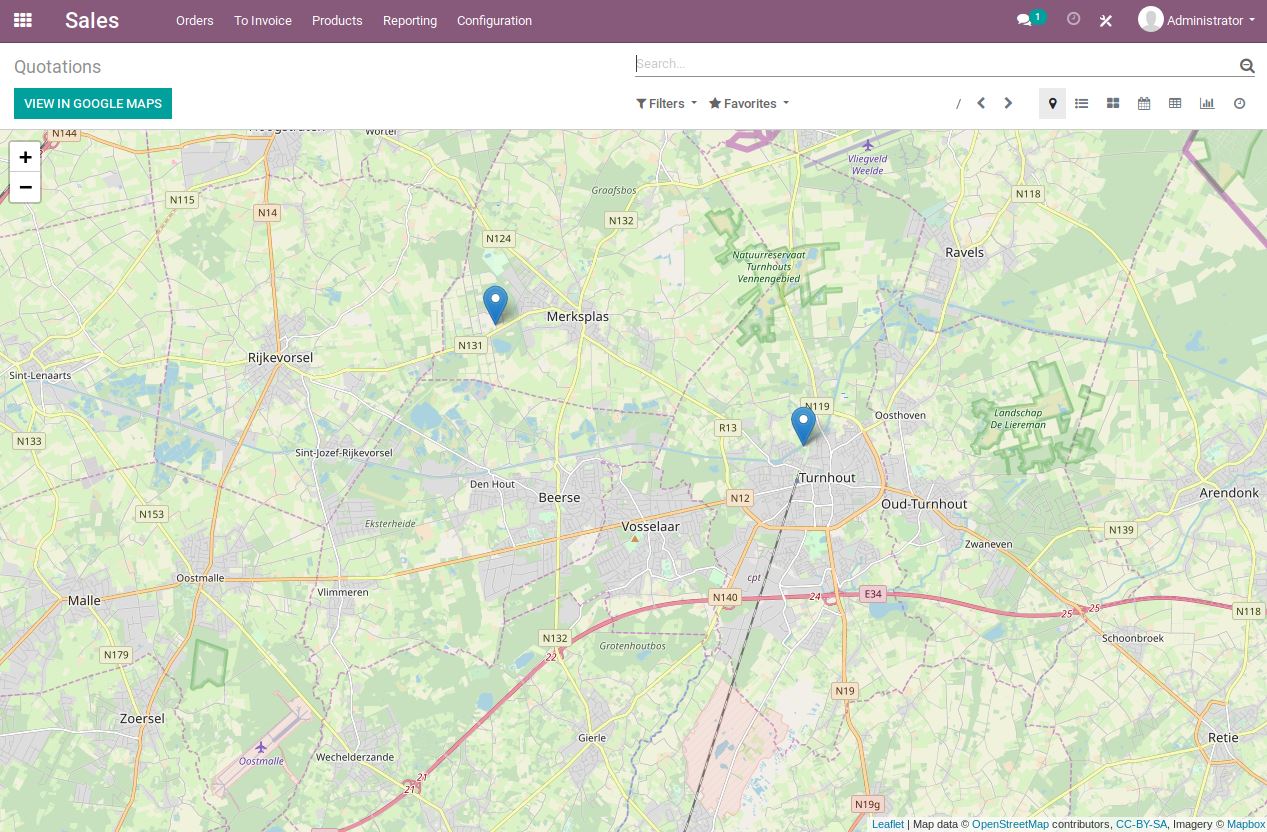 Sales Orders To Invoice Products Reporting Configuration 1 Administrator
Quotations Search...
VIEW IN GOOGLE MAPS Filters Favorites /
N144 Wortel
+
−
Vliegveld
Weelde
Graafsbos
N115 N118
N14 N132
N124
Natuurreservaat
Turnhouts
Vennengebied
Ravels
Merksplas
N131
Rijkevorsel
Sint-Lenaarts
N119
Oosthoven
Landschap
De Liereman
R13
N133
Sint-Jozef-Rijkevorsel
Turnhout
Den Hout
Arendonk
Beerse N12
Oud-Turnhout
N153
Eksterheide Vosselaar
N139
Zwaneven
Oostmalle cpt
Vlimmeren
Malle N140 24 E34
25 25 N118
N132
Schoonbroek
Grotenhoutbos
N179 22
N19
Zoersel
Gierle Retie
Wechelderzande
Oostmalle
21
21
N19g
Leaflet | Map data © OpenStreetMap contributors, CC-BY-SA, Imagery © Mapbox